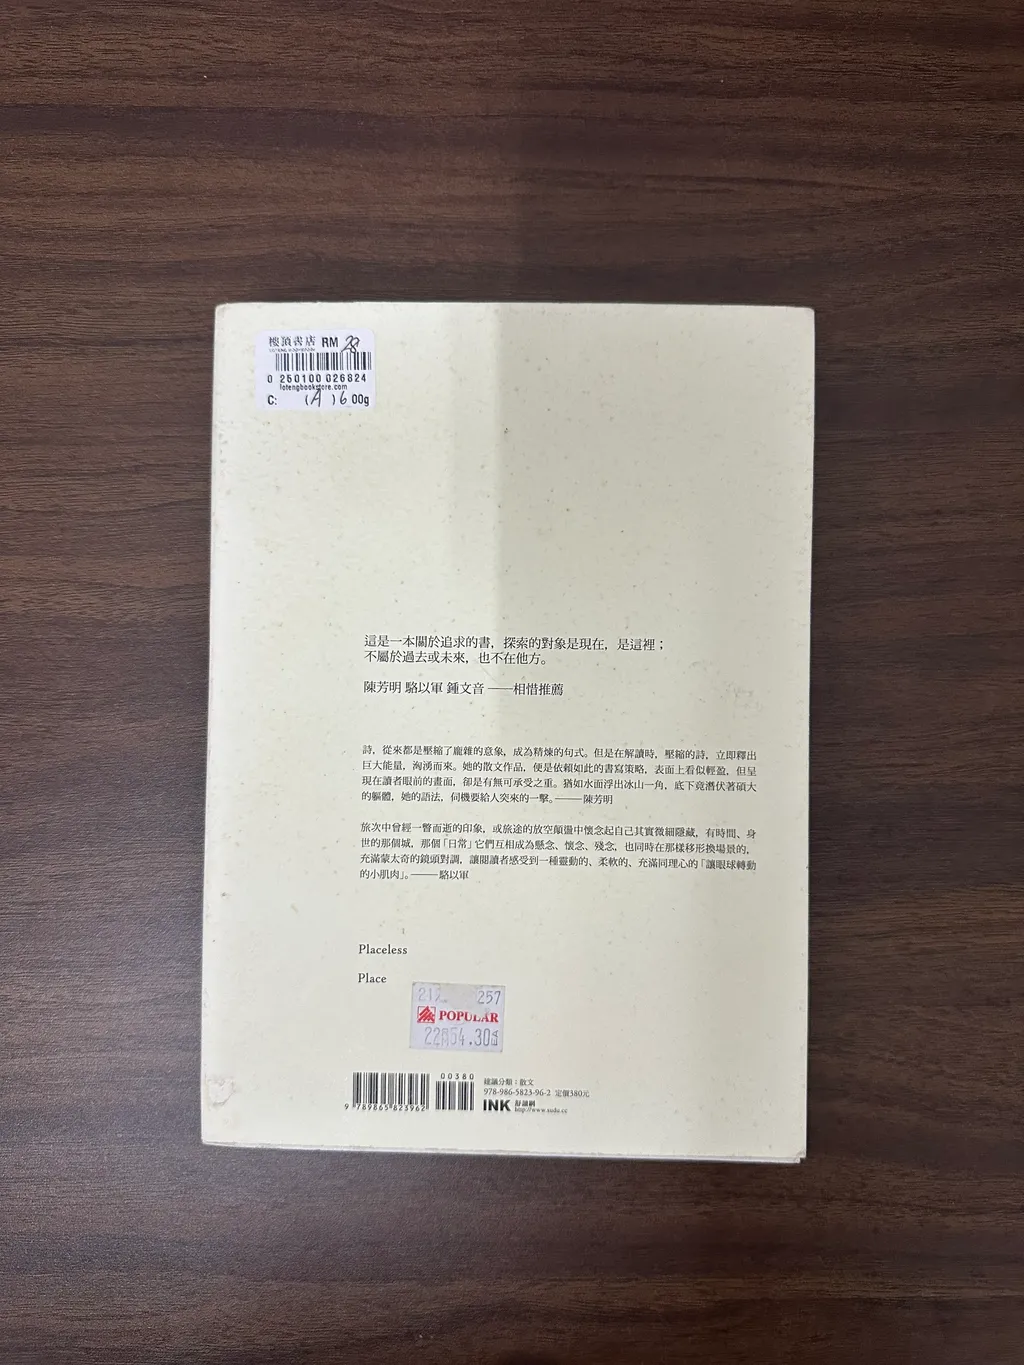 樓頂書店 RM 28
0 250100 026824
lotengbookstore.com
C: (A) 6 00g
這是一本關於追求的書，探索的對象是現在，是這裡；
不屬於過去或未來，也不在他方。
陳芳明 駱以軍 鍾文音 ——相惜推薦
詩，從來都是壓縮了龐雜的意象，成為精煉的句式。但是在解讀時，壓縮的詩，立即釋出
巨大能量，洶湧而來。她的散文作品，便是依賴如此的書寫策略，表面上看似輕盈，但呈
現在讀者眼前的畫面，卻是有無可承受之重。猶如水面浮出冰山一角，底下竟潛伏著碩大
的軀體，她的語法，伺機要給人突來的一擊。———陳芳明
旅次中曾經一瞥而逝的印象，或旅途的放空顛盪中懷念起自己其實微細隱藏，有時間、身
世的那個城，那個「日常」它們互相成為懸念、懷念、殘念，也同時在那樣移形換場景的，
充滿蒙太奇的鏡頭對調，讓閱讀者感受到一種靈動的、柔軟的、充滿同理心的「讓眼球轉動
的小肌肉」。———駱以軍
Placeless
Place
257
POPULAR
54.30
00380
建議分類：散文
978-986-5823-96-2 定價380元
9 789865 823962
INK 舒讀網
http://www.sudu.cc